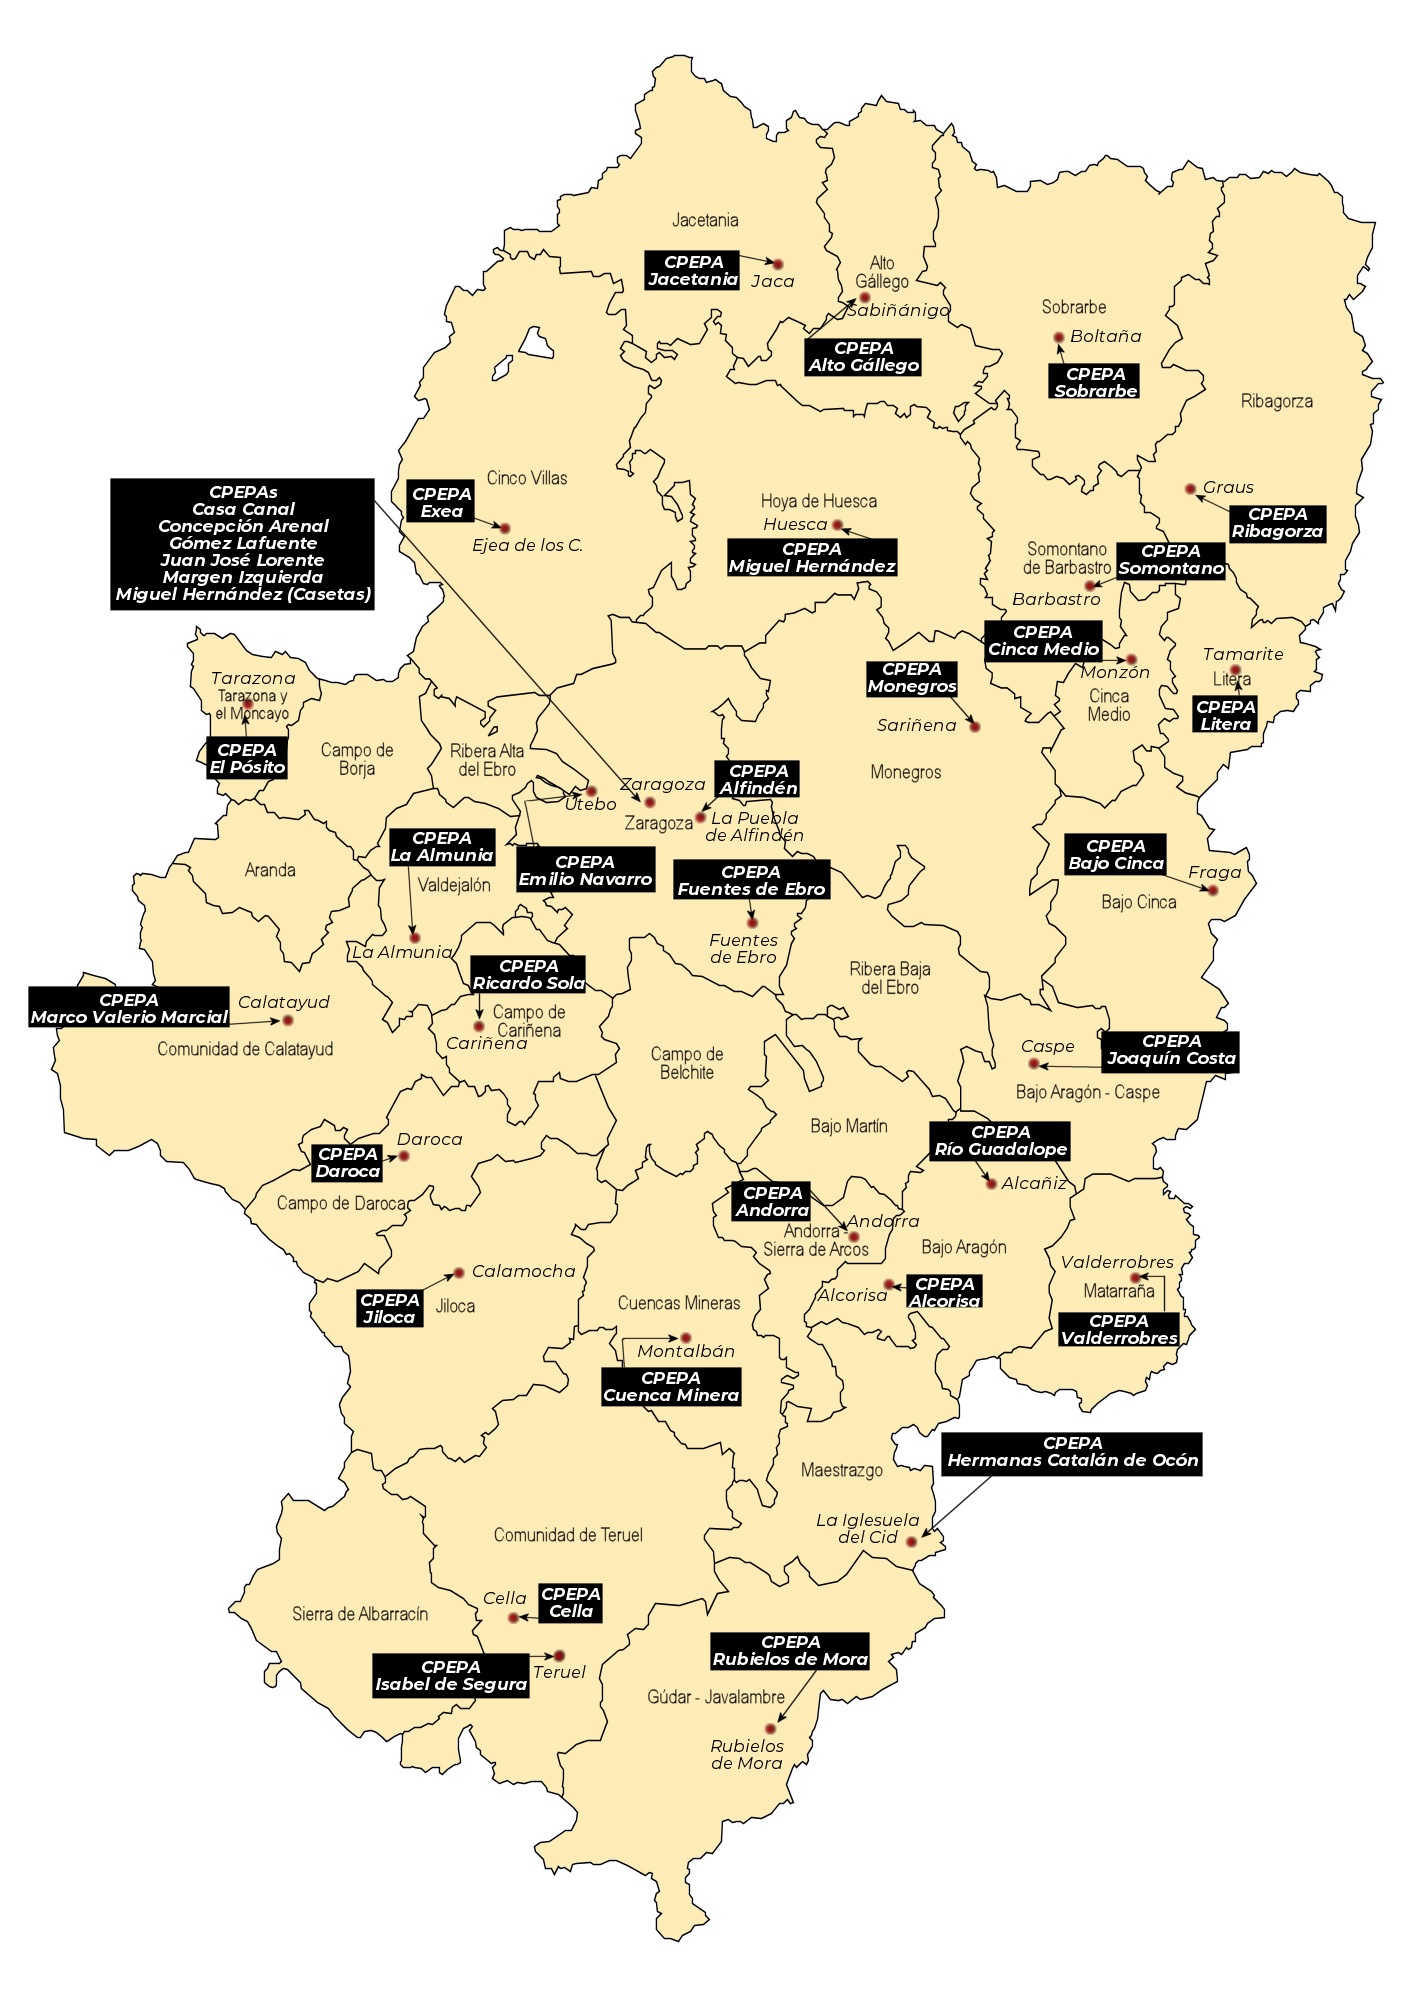 Jacetania
CPEPA
Jacetania
Jaca
Alto
Gállego
Sabiñánigo
CPEPA
Alto Gállego
Sobrarbe
Boltaña
CPEPA
Sobrarbe
Ribagorza
Graus
CPEPA
Ribagorza
Cinco Villas
CPEPA
Exea
Ejea de los C.
CPEPAs
Casa Canal
Concepción Arenal
Gómez Lafuente
Juan José Lorente
Margen Izquierda
Miguel Hernández (Casetas)
Hoya de Huesca
Huesca
CPEPA
Miguel Hernández
Somontano
de Barbastro
CPEPA
Somontano
Barbastro
CPEPA
Cinca Medio
Monzón
Cinca
Medio
Tamarite
Litera
CPEPA
Litera
CPEPA
Monegros
Sariñena
Monegros
Tarazona
Tarazona y
el Moncayo
CPEPA
El Pósito
Campo de
Borja
Ribera Alta
del Ebro
Utebo
Zaragoza
Zaragoza
CPEPA
Alfindén
La Puebla
de Alfindén
CPEPA
La Almunia
Valdejalón
La Almunia
CPEPA
Emilio Navarro
CPEPA
Fuentes de Ebro
Fuentes
de Ebro
Aranda
CPEPA
Bajo Cinca
Fraga
Bajo Cinca
CPEPA
Marco Valerio Marcial
Calatayud
Comunidad de Calatayud
CPEPA
Ricardo Sola
Campo de
Cariñena
Cariñena
Ribera Baja
del Ebro
Campo de
Belchite
Caspe
CPEPA
Joaquín Costa
Bajo Aragón - Caspe
Bajo Martín
CPEPA
Río Guadalope
Alcañiz
CPEPA
Daroca
Daroca
Campo de Daroca
CPEPA
Andorra
Andorra
Andorra -
Sierra de Arcos
Bajo Aragón
Alcorisa
CPEPA
Alcorisa
Valderrobres
Matarraña
CPEPA
Valderrobres
Calamocha
CPEPA
Jiloca
Jiloca
Cuencas Mineras
Montalbán
CPEPA
Cuenca Minera
CPEPA
Hermanas Catalán de Ocón
Maestrazgo
La Iglesuela
del Cid
Comunidad de Teruel
Sierra de Albarracín
Cella
CPEPA
Cella
CPEPA
Isabel de Segura
Teruel
CPEPA
Rubielos de Mora
Gúdar - Javalambre
Rubielos
de Mora